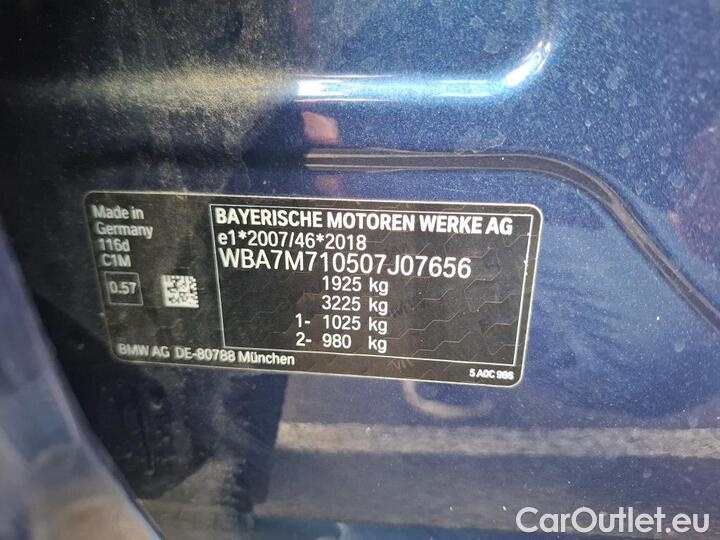 Made in
Germany
116d
C1M
0.57
BMW AG DE-80788 München
BAYERISCHE MOTOREN WERKE AG
e1*2007/46*2018
WBA7M710507J07656
1925 kg
3225 kg
1- 1025 kg
2- 980 kg
5 A0C 986
CarOutlet.eu